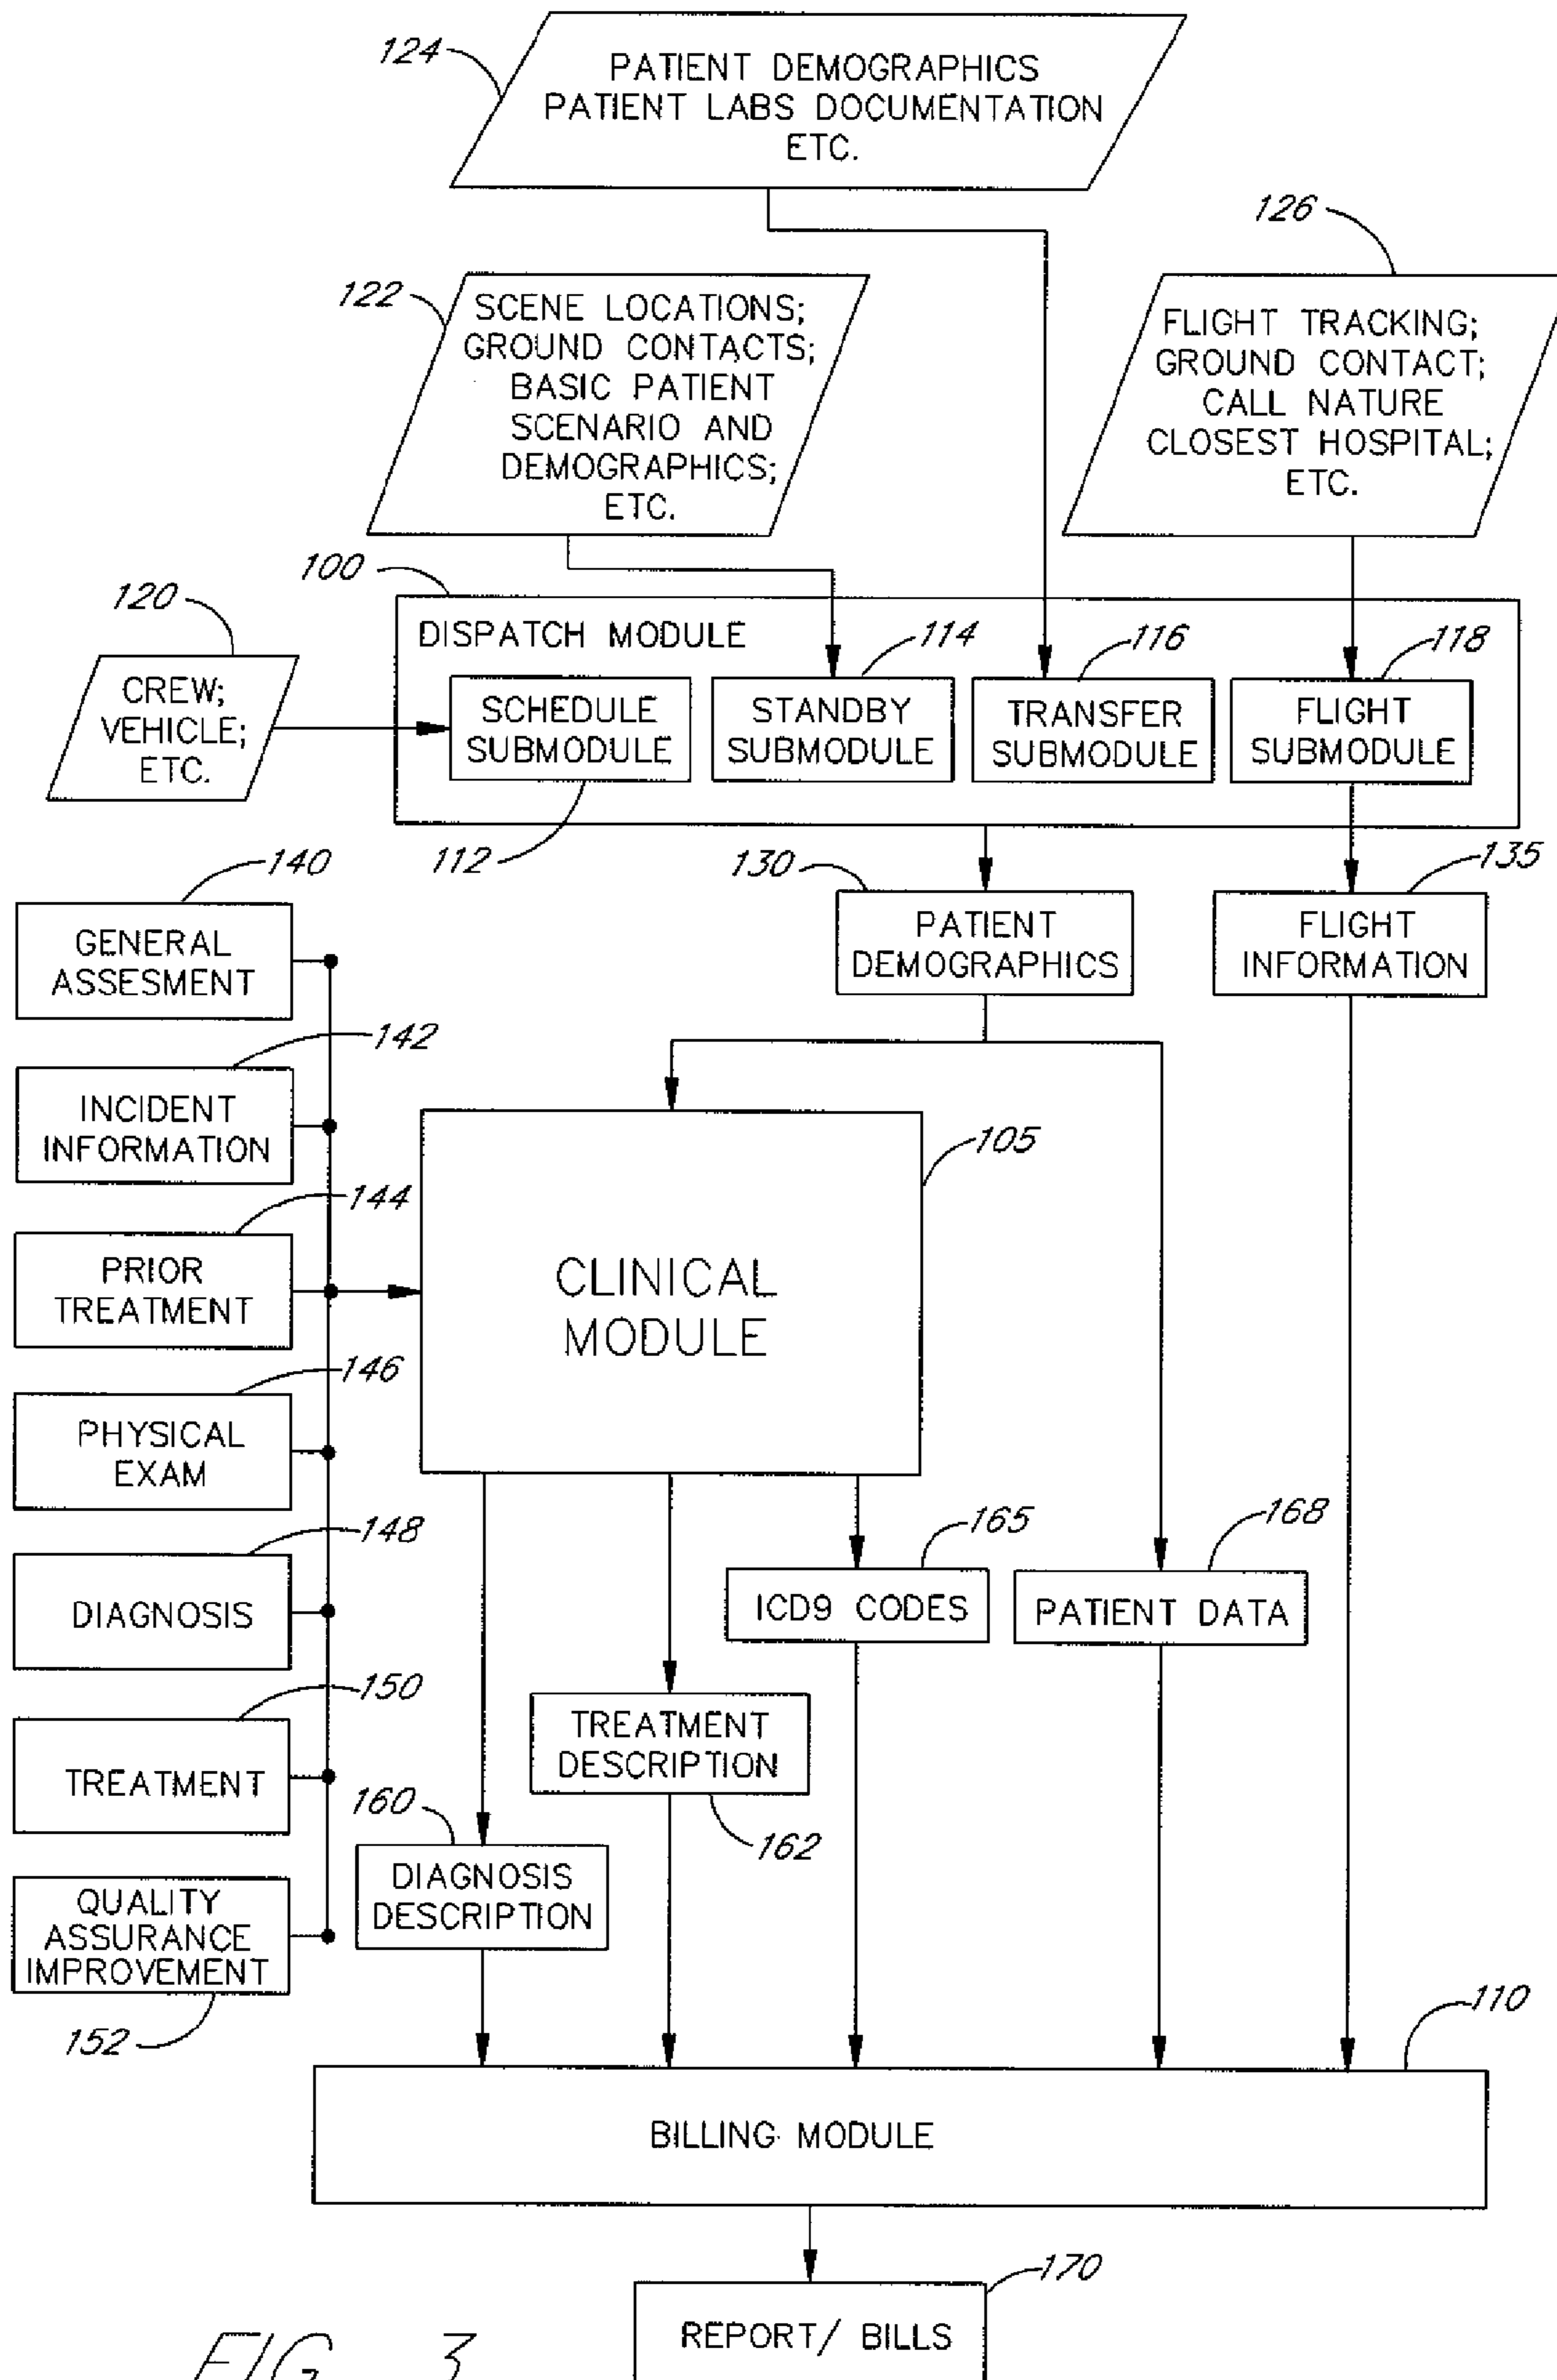 124
PATIENT DEMOGRAPHICS
PATIENT LABS DOCUMENTATION
ETC.
126
122
SCENE LOCATIONS;
GROUND CONTACTS;
BASIC PATIENT
SCENARIO AND
DEMOGRAPHICS;
ETC.
FLIGHT TRACKING;
GROUND CONTACT;
CALL NATURE
CLOSEST HOSPITAL;
ETC.
100
120
CREW;
VEHICLE;
ETC.
DISPATCH MODULE
114
116
118
SCHEDULE
SUBMODULE
STANDBY
SUBMODULE
TRANSFER
SUBMODULE
FLIGHT
SUBMODULE
112
130
135
PATIENT
DEMOGRAPHICS
FLIGHT
INFORMATION
140
GENERAL
ASSESMENT
142
INCIDENT
INFORMATION
144
PRIOR
TREATMENT
146
PHYSICAL
EXAM
148
DIAGNOSIS
150
TREATMENT
QUALITY
ASSURANCE
IMPROVEMENT
152
105
CLINICAL
MODULE
165
ICD9 CODES
168
PATIENT DATA
TREATMENT
DESCRIPTION
162
160
DIAGNOSIS
DESCRIPTION
110
BILLING MODULE
170
REPORT/ BILLS
FIG. 3